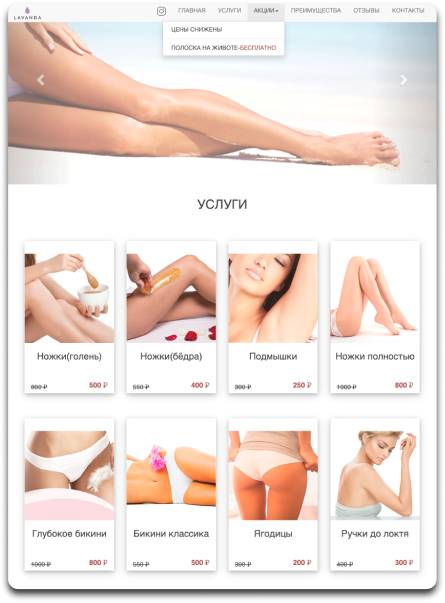 LAVANDA
ГЛАВНАЯ УСЛУГИ АКЦИИ ПРЕИМУЩЕСТВА ОТЗЫВЫ КОНТАКТЫ
ЦЕНЫ СНИЖЕНЫ
ПОЛОСКА НА ЖИВОТЕ-БЕСПЛАТНО
УСЛУГИ
Ножки(голень) Ножки(бёдра) Подмышки Ножки полностью
600 ₽ 500 ₽ 550 ₽ 400 ₽ 300 ₽ 250 ₽ 1000 ₽ 800 ₽
Глубокое бикини Бикини классика Ягодицы Ручки до локтя
1000 ₽ 800 ₽ 550 ₽ 500 ₽ 300 ₽ 200 ₽ 400 ₽ 300 ₽